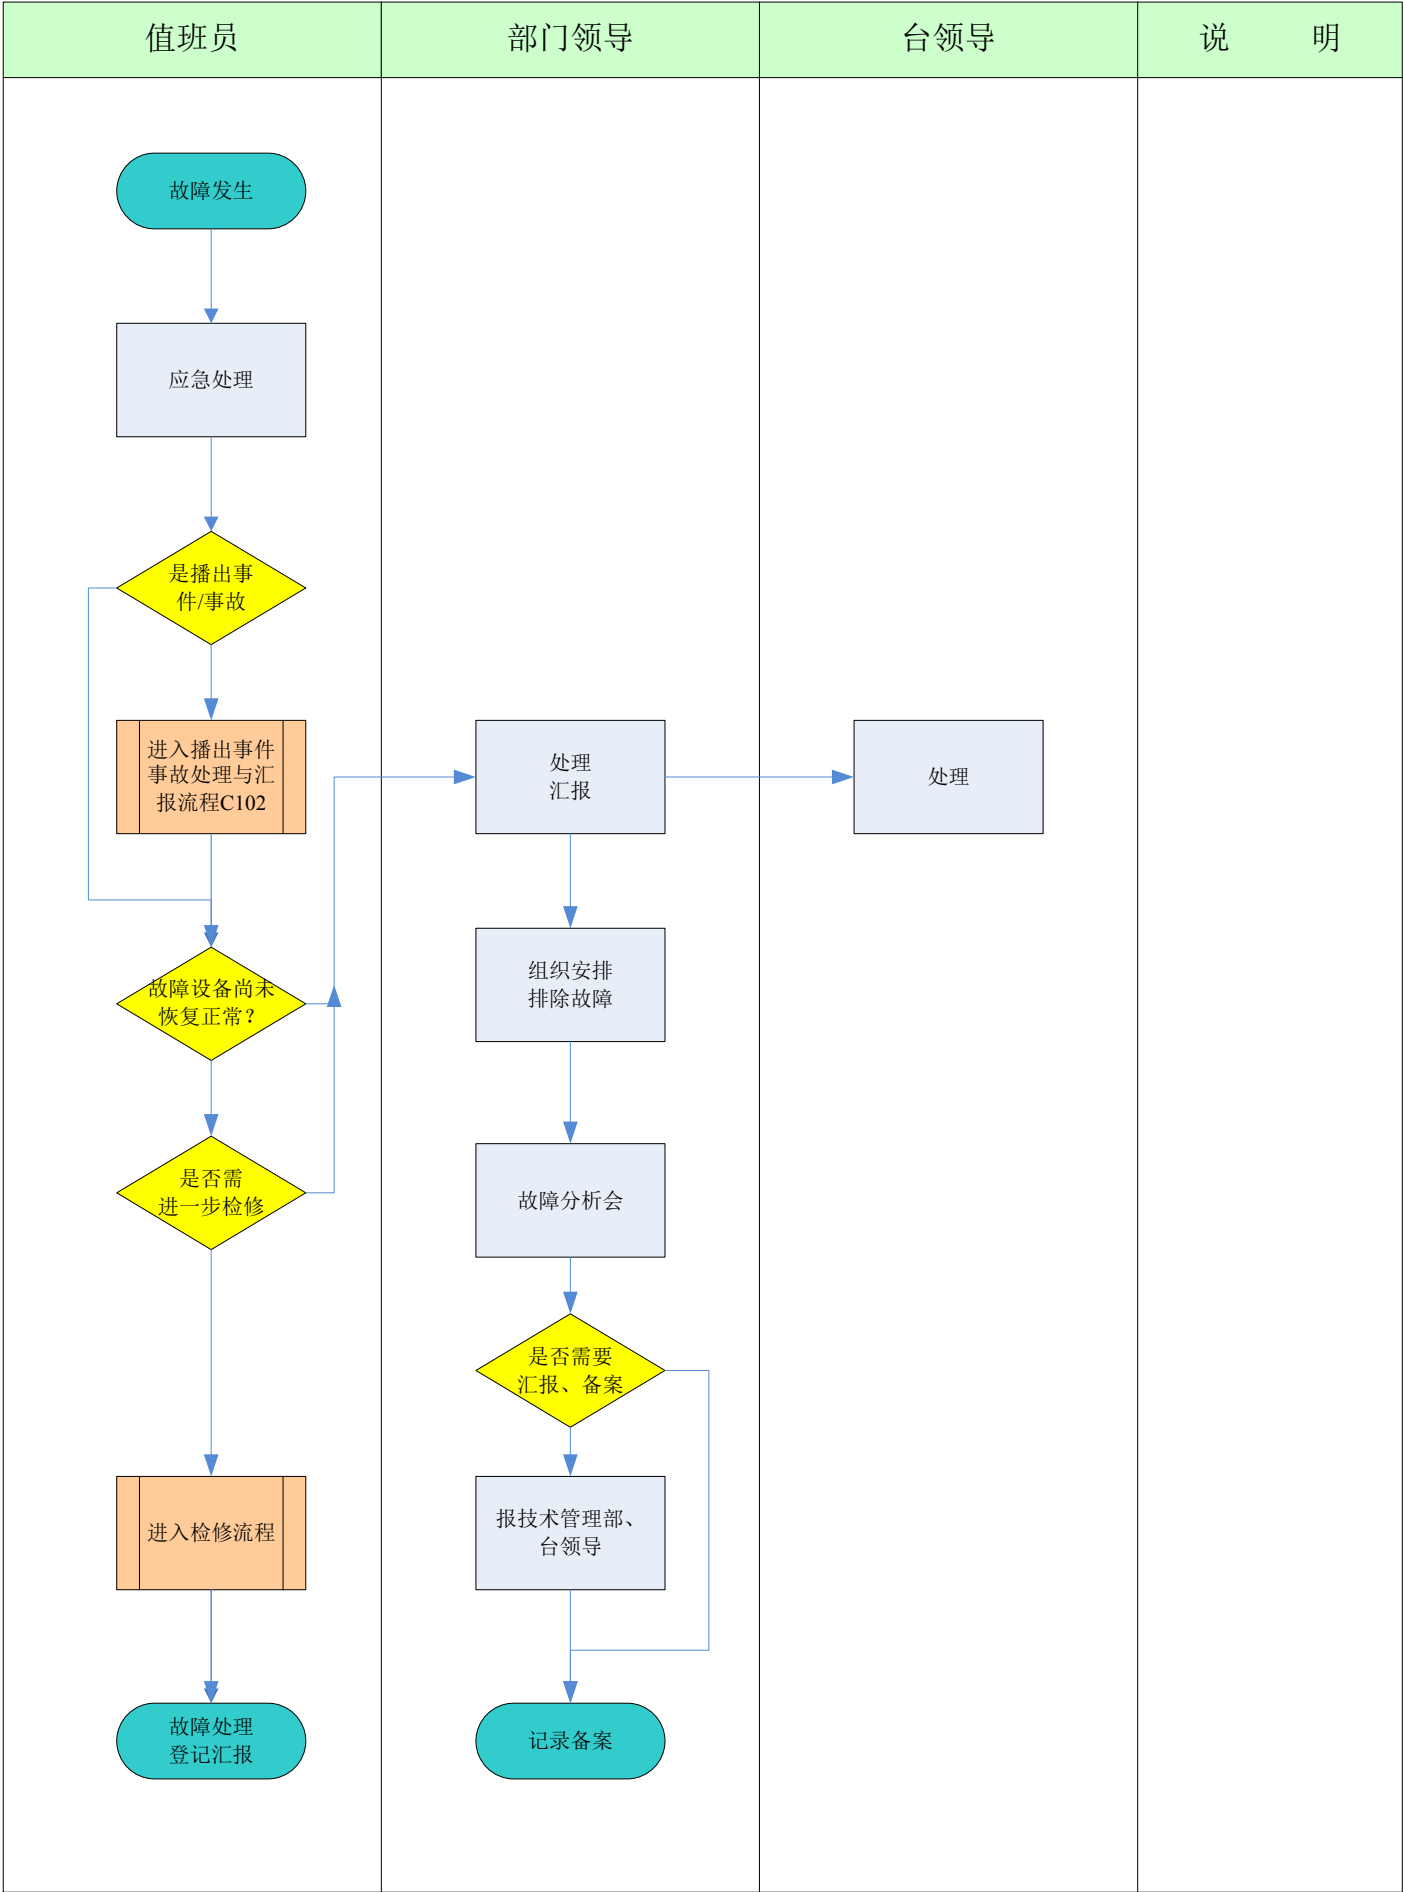 值班员
部门领导
台领导
说 明
故障发生
应急处理
是播出事
件/事故
进入播出事件
事故处理与汇
报流程C102
处理
汇报
处理
故障设备尚未
恢复正常？
组织安排
排除故障
是否需
进一步检修
故障分析会
是否需要
汇报、备案
进入检修流程
报技术管理部、
台领导
故障处理
登记汇报
记录备案